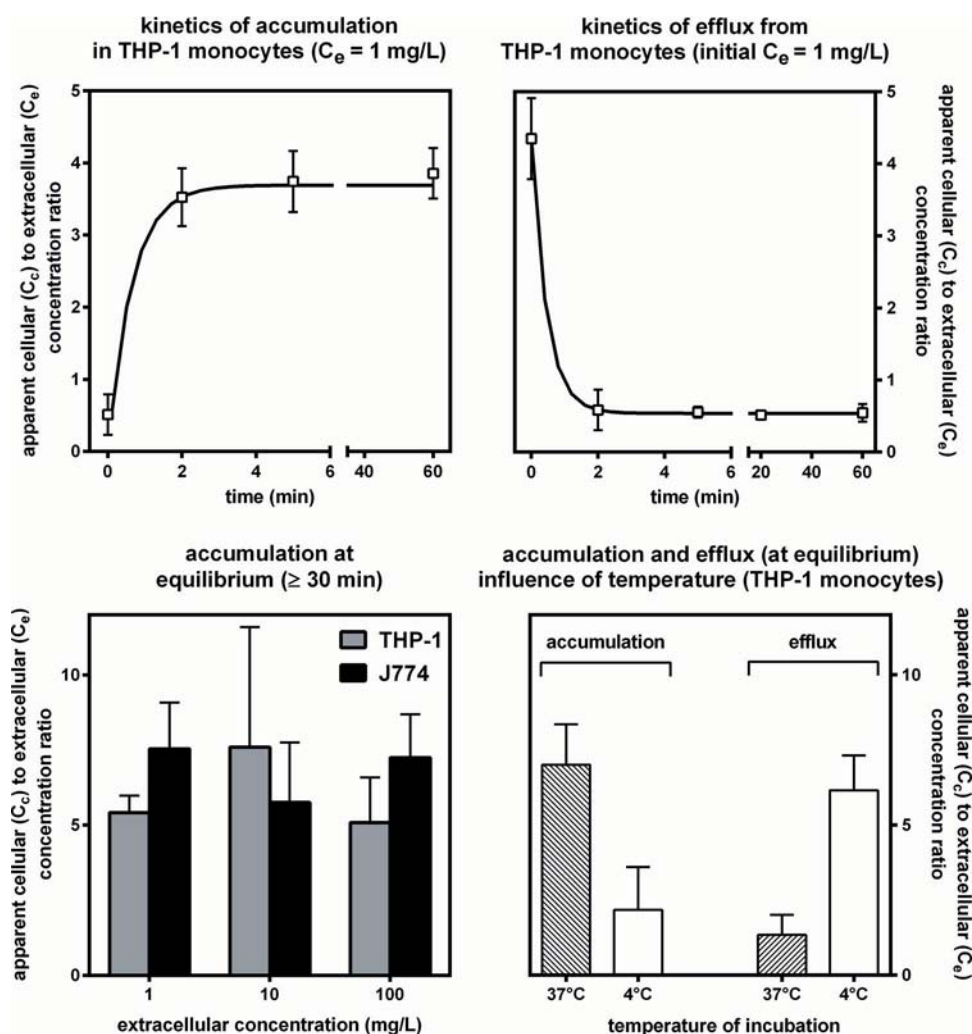 kinetics of accumulation
in THP-1 monocytes (Ce = 1 mg/L)
apparent cellular (Cc) to extracellular (Ce)
concentration ratio
5
4
3
2
1
0
0 2 4 6 40 60
time (min)
kinetics of efflux from
THP-1 monocytes (initial Ce = 1 mg/L)
5
4
3
2
1
0
apparent cellular (Cc) to extracellular (Ce)
concentration ratio
0 2 4 6 20 40 60
time (min)
accumulation at
equilibrium (≥ 30 min)
apparent cellular (Cc) to extracellular (Ce)
concentration ratio
10
5
0
THP-1
J774
1 10 100
extracellular concentration (mg/L)
accumulation and efflux (at equilibrium)
influence of temperature (THP-1 monocytes)
accumulation efflux
10
5
0
apparent cellular (Cc) to extracellular (Ce)
concentration ratio
37°C 4°C 37°C 4°C
temperature of incubation